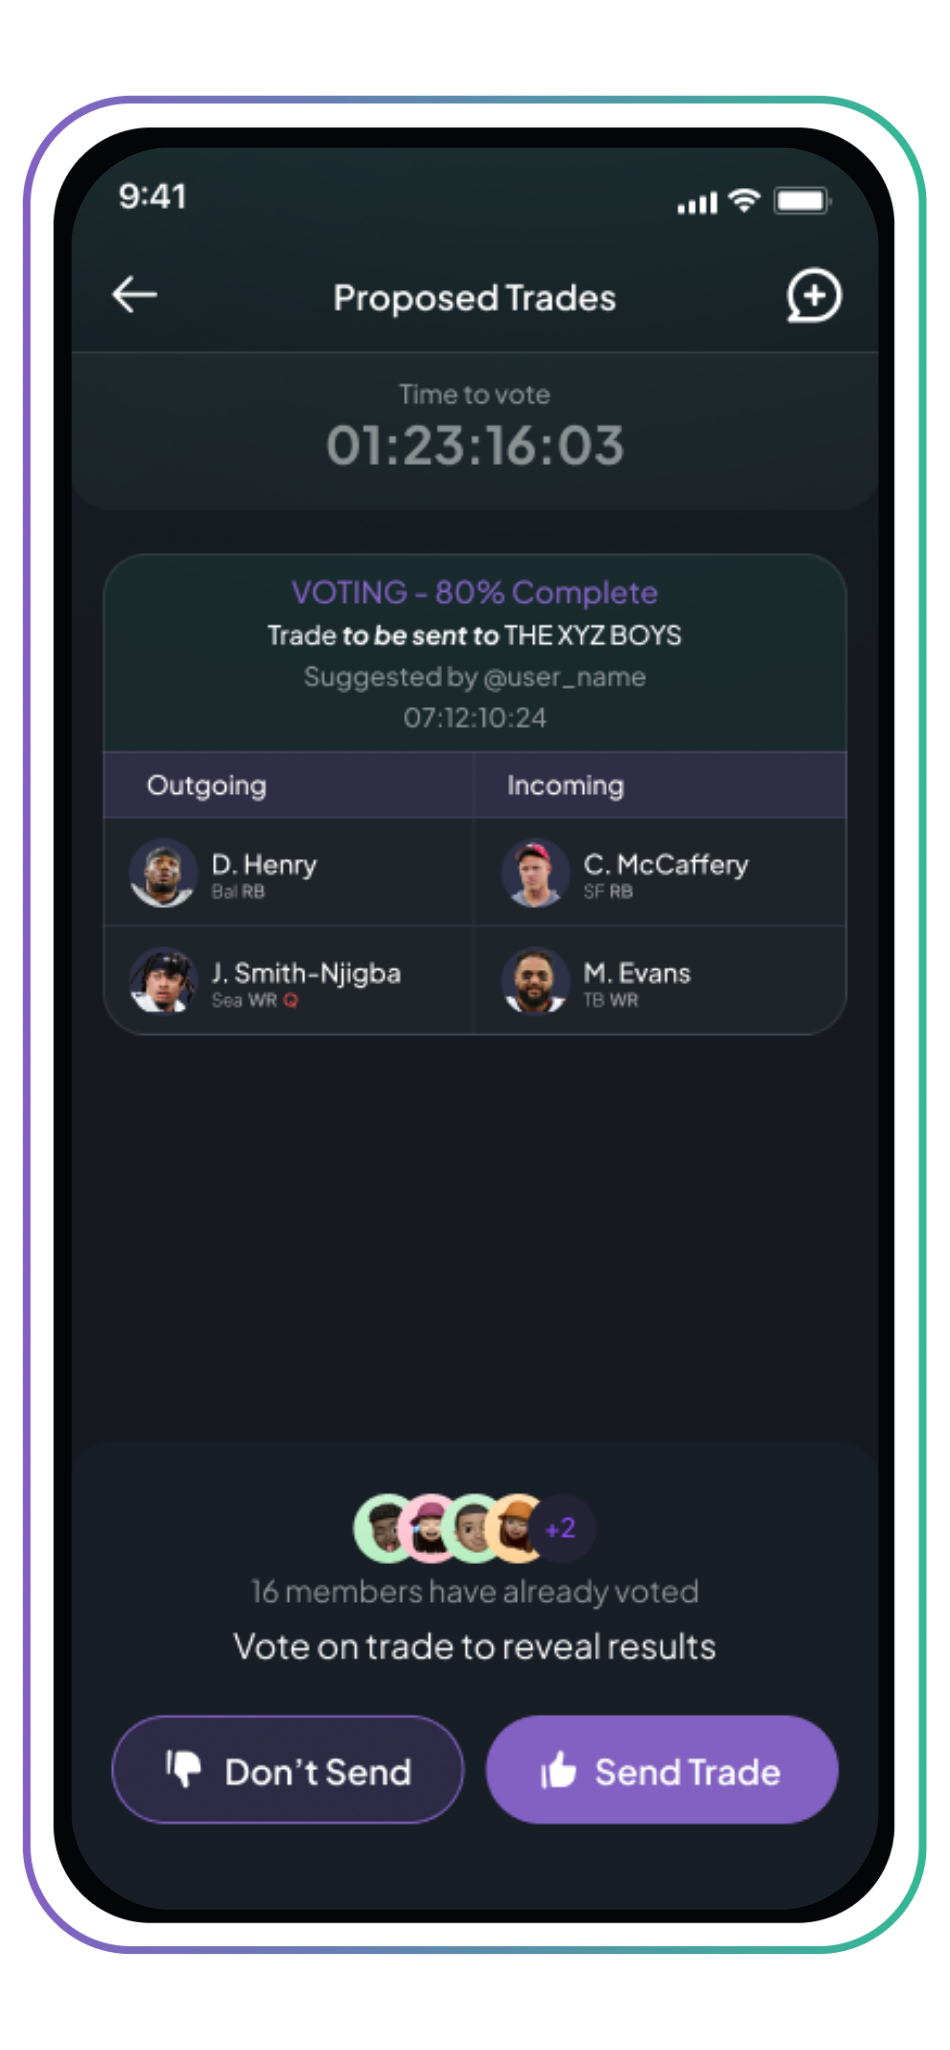 9:41
Proposed Trades
Time to vote
01:23:16:03
VOTING - 80% Complete
Trade to be sent to THE XYZ BOYS
Suggested by @user_name
07:12:10:24
Outgoing
Incoming
D. Henry
Bal RB
C. McCaffery
SF RB
J. Smith-Njigba
Sea WR Q
M. Evans
TB WR
+2
16 members have already voted
Vote on trade to reveal results
Don't Send
Send Trade